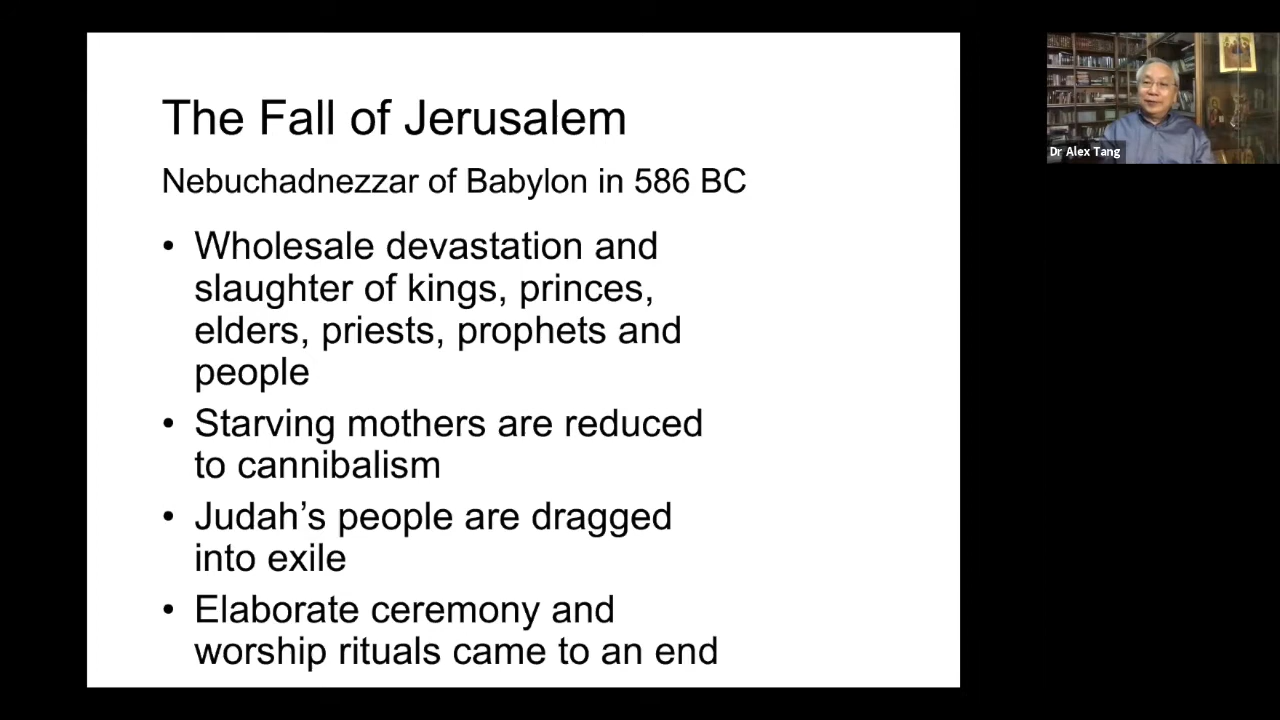 The Fall of Jerusalem
Nebuchadnezzar of Babylon in 586 BC
• Wholesale devastation and
slaughter of kings, princes,
elders, priests, prophets and
people
• Starving mothers are reduced
to cannibalism
• Judah’s people are dragged
into exile
• Elaborate ceremony and
worship rituals came to an end
Dr Alex Tang